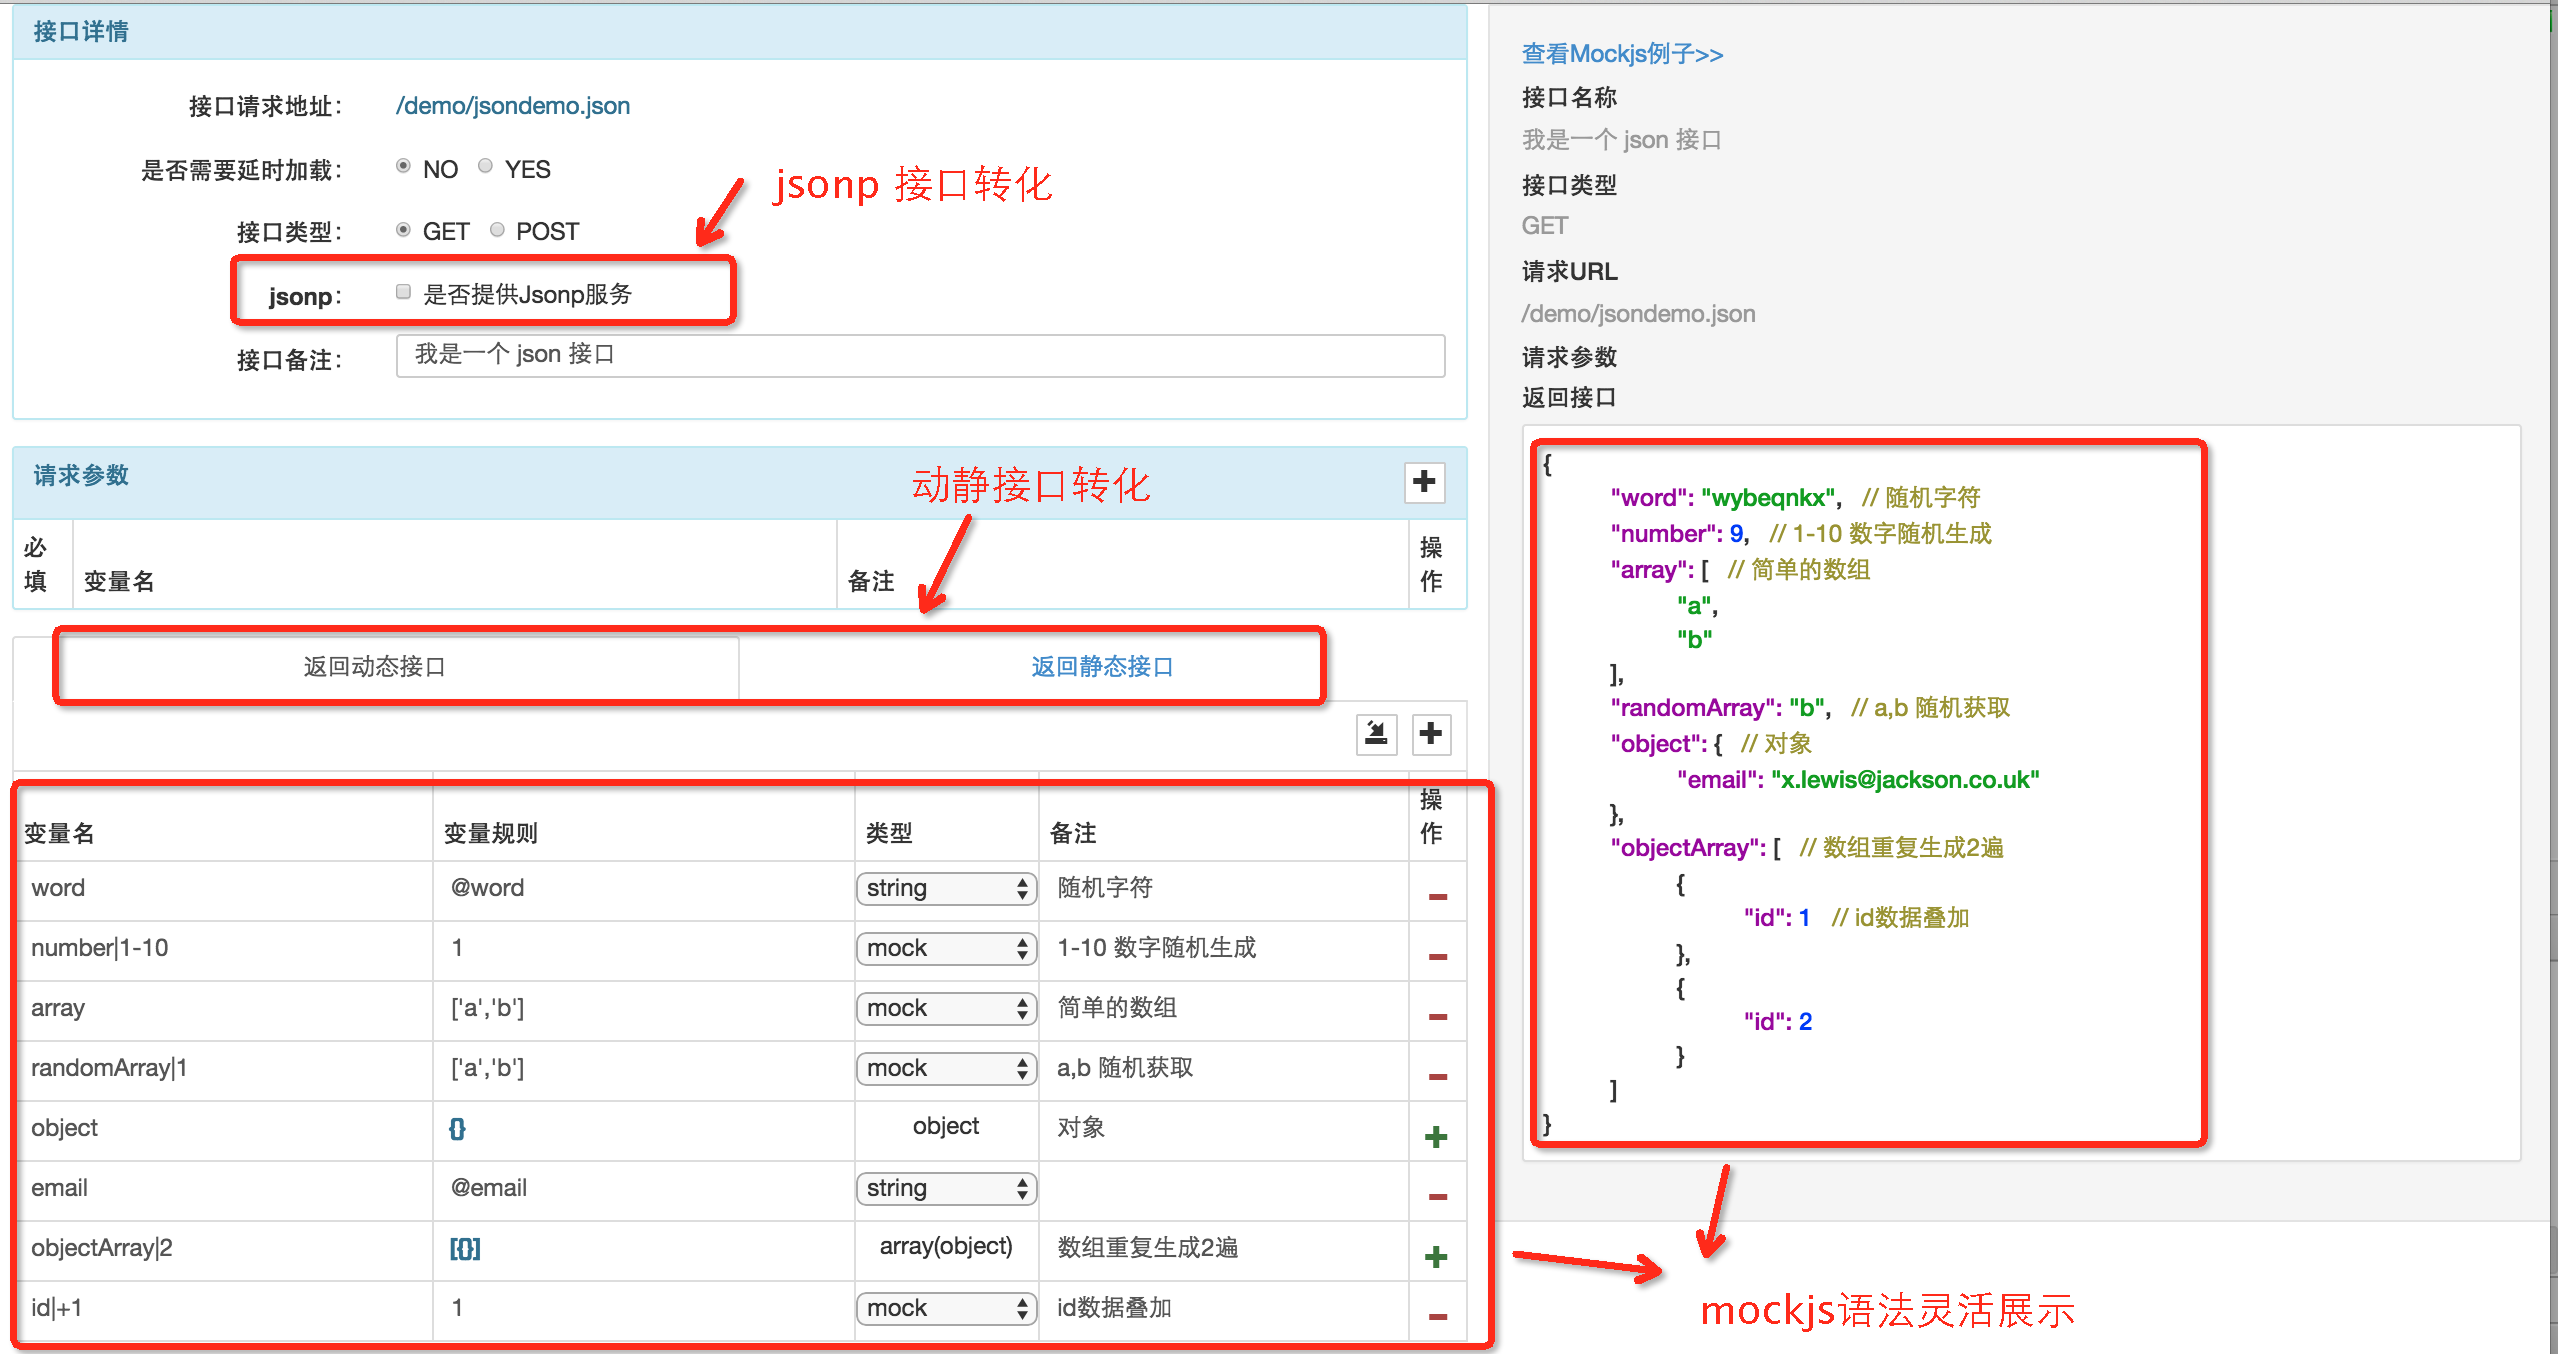 接口详情
接口请求地址： /demo/jsondemo.json
是否需要延时加载： NO YES
jsonp 接口转化
接口类型： GET POST
jsonp： 是否提供Jsonp服务
接口备注： 我是一个 json 接口
请求参数
动静接口转化
必填 变量名 备注 操作
返回动态接口 返回静态接口
变量名 变量规则 类型 备注 操作
word @word string 随机字符
number|1-10 1 mock 1-10 数字随机生成
array ['a','b'] mock 简单的数组
randomArray|1 ['a','b'] mock a,b 随机获取
object {} object 对象
email @email string
objectArray|2 [{}] array(object) 数组重复生成2遍
id|+1 1 mock id数据叠加
查看Mockjs例子>>
接口名称
我是一个 json 接口
接口类型
GET
请求URL
/demo/jsondemo.json
请求参数
返回接口
{
"word": "wybeqnkx", // 随机字符
"number": 9, // 1-10 数字随机生成
"array": [ // 简单的数组
"a",
"b"
],
"randomArray": "b", // a,b 随机获取
"object": { // 对象
"email": "x.lewis@jackson.co.uk"
},
"objectArray": [ // 数组重复生成2遍
{
"id": 1 // id数据叠加
},
{
"id": 2
}
]
}
mockjs语法灵活展示